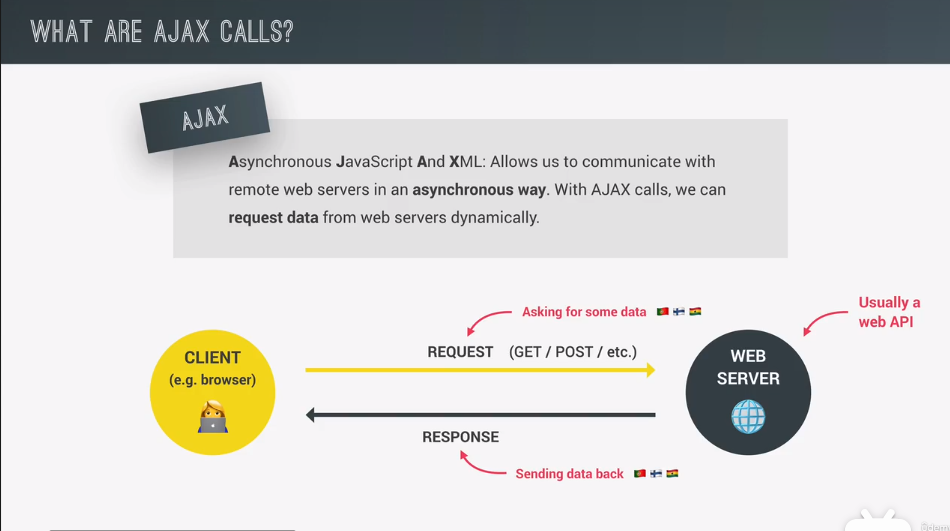 WHAT ARE AJAX CALLS?
AJAX
Asynchronous JavaScript And XML: Allows us to communicate with
remote web servers in an asynchronous way. With AJAX calls, we can
request data from web servers dynamically.
Usually a
web API
Asking for some data
REQUEST (GET / POST / etc.)
CLIENT
(e.g. browser)
WEB
SERVER
RESPONSE
Sending data back